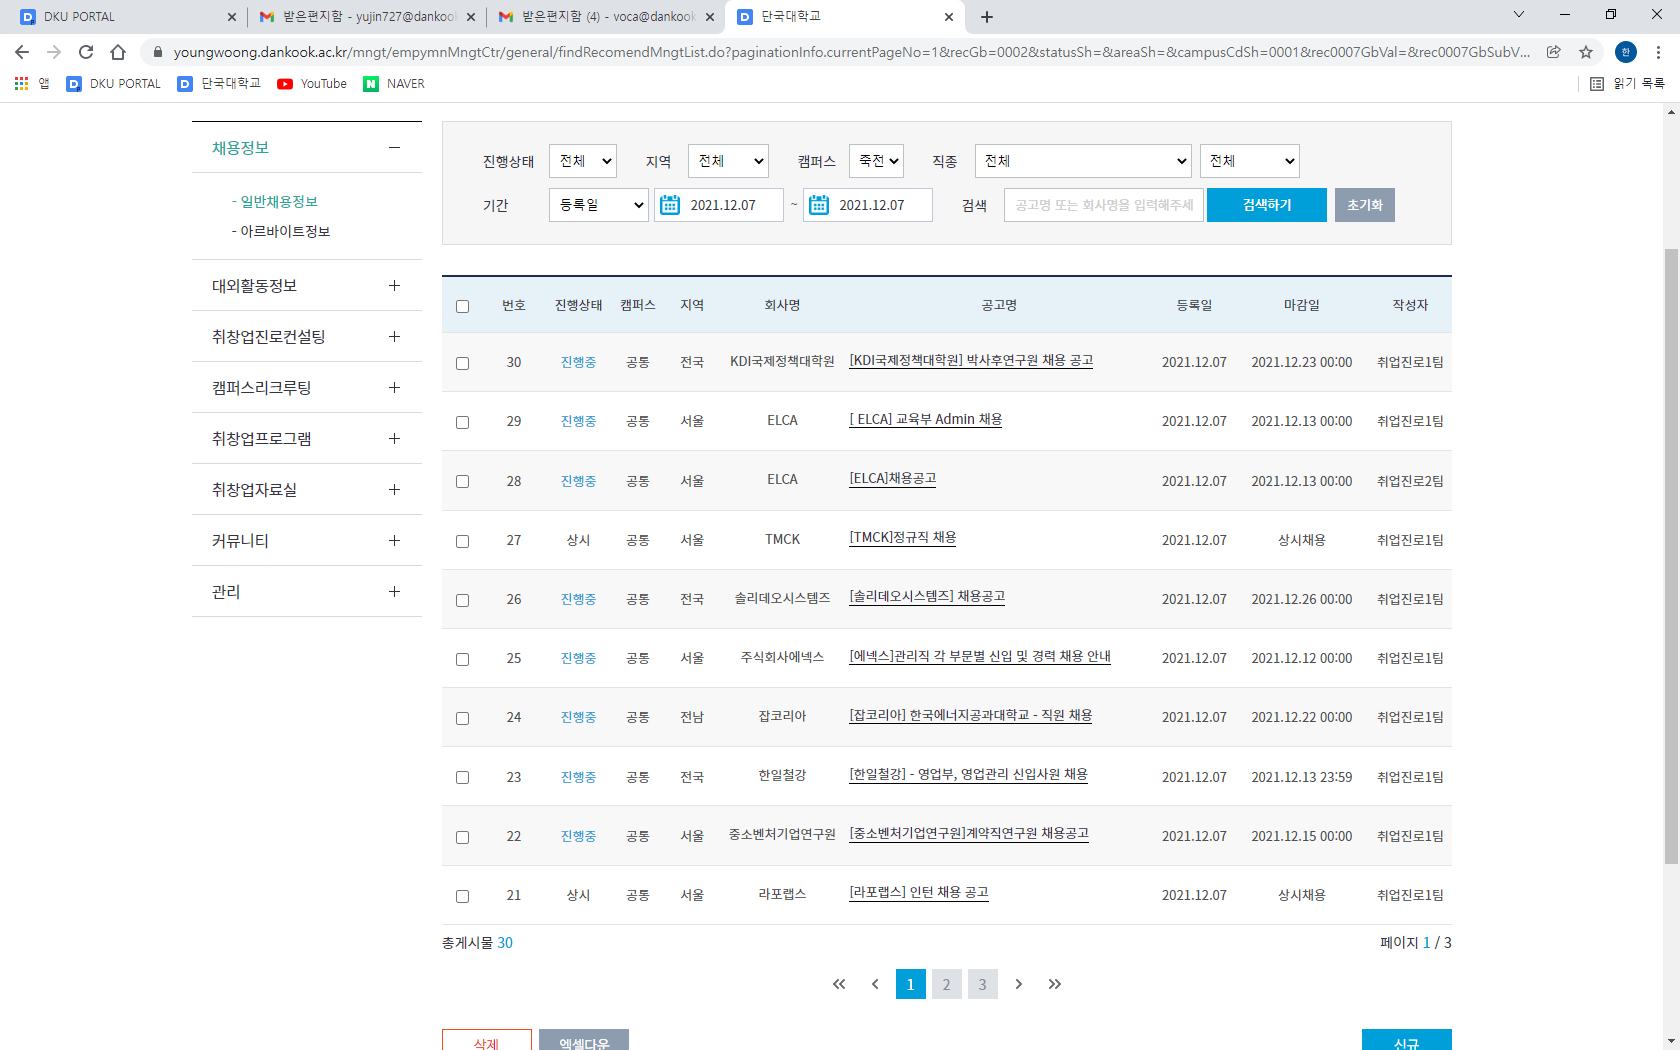 DKU PORTAL
받은편지함 - yujin727@dankook
받은편지함 (4) - voca@dankook
단국대학교
youngwoong.dankook.ac.kr/mngt/empymnMngtCtr/general/findRecomendMngtList.do?paginationInfo.currentPageNo=1&recGb=0002&statusSh=&areaSh=&campusCdSh=0001&rec0007GbVal=&rec0007GbSubV...
한
앱 DKU PORTAL 단국대학교 YouTube NAVER 읽기 목록
채용정보
- 일반채용정보
- 아르바이트정보
대외활동정보
취창업진로컨설팅
캠퍼스리크루팅
취창업프로그램
취창업자료실
커뮤니티
관리
진행상태 전체 지역 전체 캠퍼스 죽전 직종 전체 전체
기간 등록일 2021.12.07 ~ 2021.12.07 검색 공고명 또는 회사명을 입력해주세 검색하기 초기화
번호 진행상태 캠퍼스 지역 회사명 공고명 등록일 마감일 작성자
30 진행중 공통 전국 KDI국제정책대학원 [KDI국제정책대학원] 박사후연구원 채용 공고 2021.12.07 2021.12.23 00:00 취업진로1팀
29 진행중 공통 서울 ELCA [ ELCA] 교육부 Admin 채용 2021.12.07 2021.12.13 00:00 취업진로1팀
28 진행중 공통 서울 ELCA [ELCA]채용공고 2021.12.07 2021.12.13 00:00 취업진로2팀
27 상시 공통 서울 TMCK [TMCK]정규직 채용 2021.12.07 상시채용 취업진로1팀
26 진행중 공통 전국 솔리데오시스템즈 [솔리데오시스템즈] 채용공고 2021.12.07 2021.12.26 00:00 취업진로1팀
25 진행중 공통 서울 주식회사에넥스 [에넥스]관리직 각 부문별 신입 및 경력 채용 안내 2021.12.07 2021.12.12 00:00 취업진로1팀
24 진행중 공통 전남 잡코리아 [잡코리아] 한국에너지공과대학교 - 직원 채용 2021.12.07 2021.12.22 00:00 취업진로1팀
23 진행중 공통 전국 한일철강 [한일철강] - 영업부, 영업관리 신입사원 채용 2021.12.07 2021.12.13 23:59 취업진로1팀
22 진행중 공통 서울 중소벤처기업연구원 [중소벤처기업연구원]계약직연구원 채용공고 2021.12.07 2021.12.15 00:00 취업진로1팀
21 상시 공통 서울 라포랩스 [라포랩스] 인턴 채용 공고 2021.12.07 상시채용 취업진로1팀
총게시물 30 페이지 1 / 3
1 2 3
삭제 엑셀다운 신규